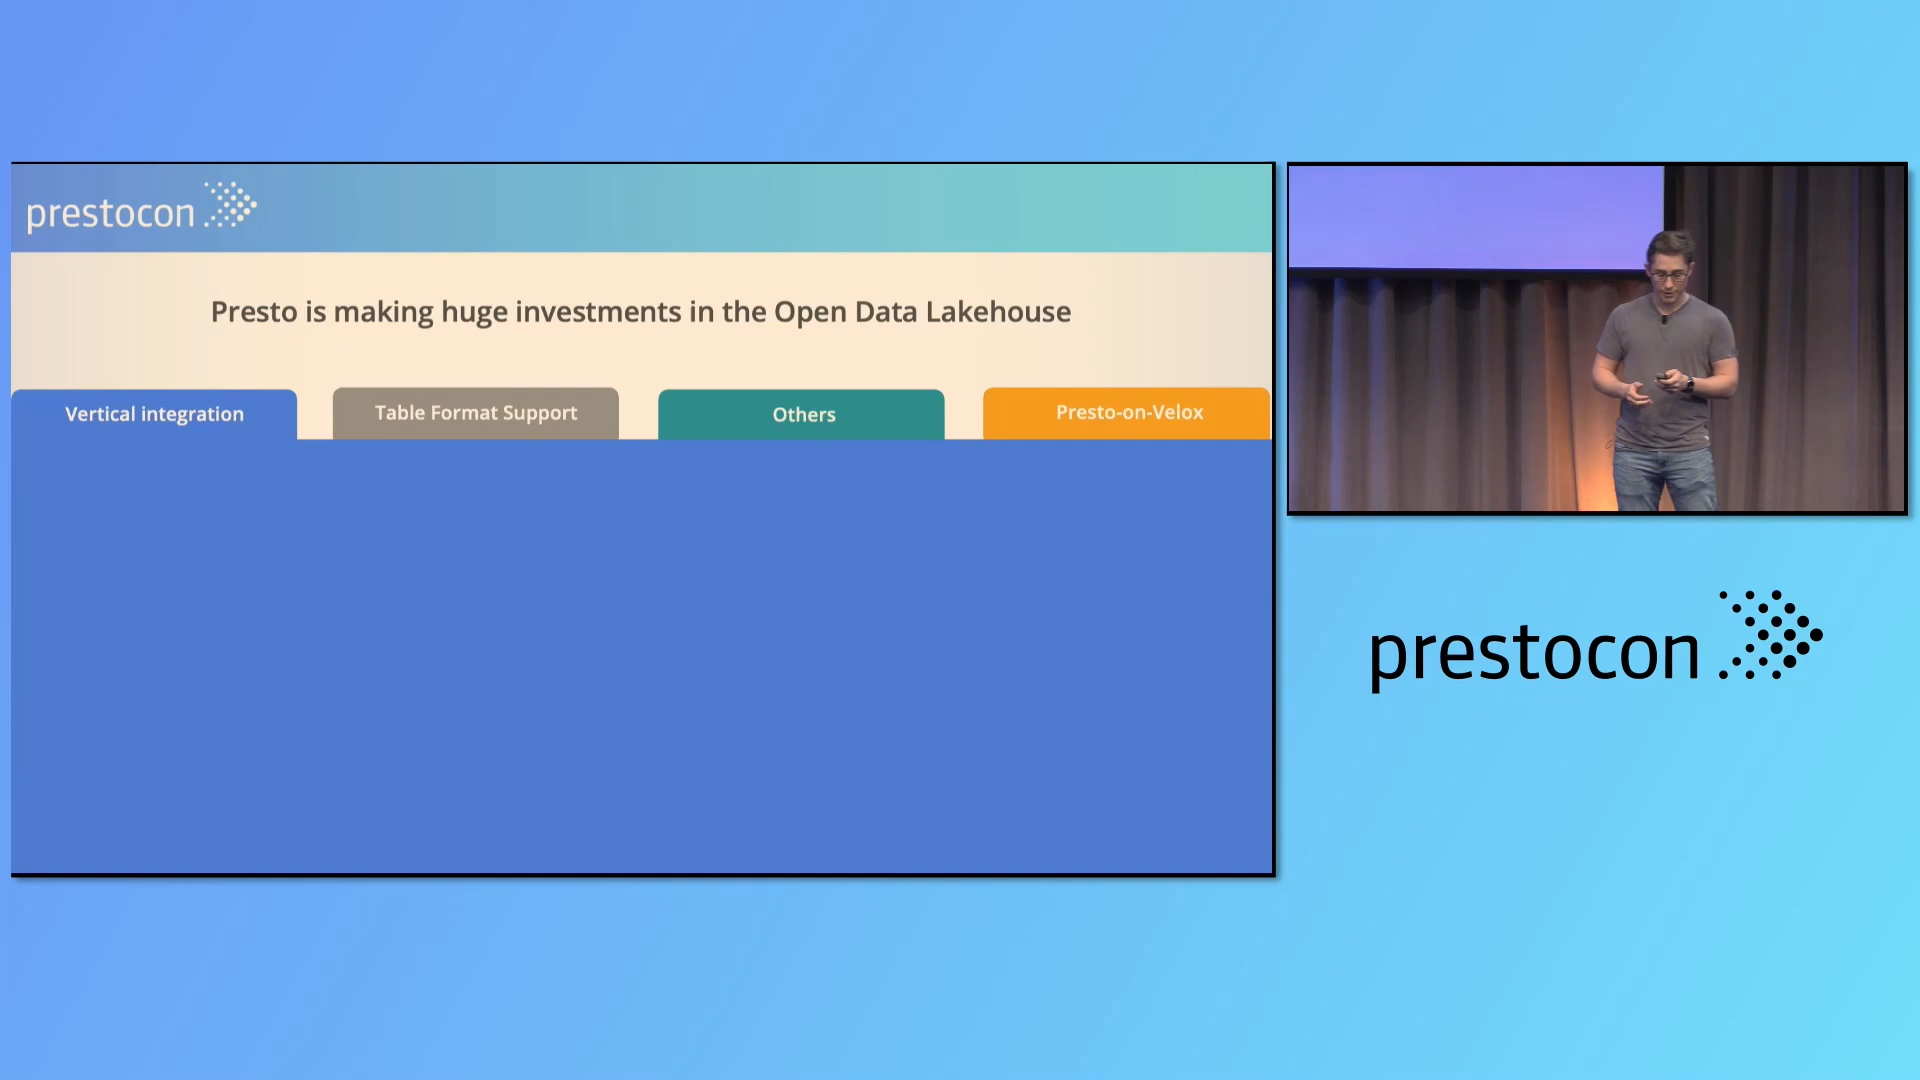 prestocon
Presto is making huge investments in the Open Data Lakehouse
Vertical integration
Table Format Support
Others
Presto-on-Velox
prestocon